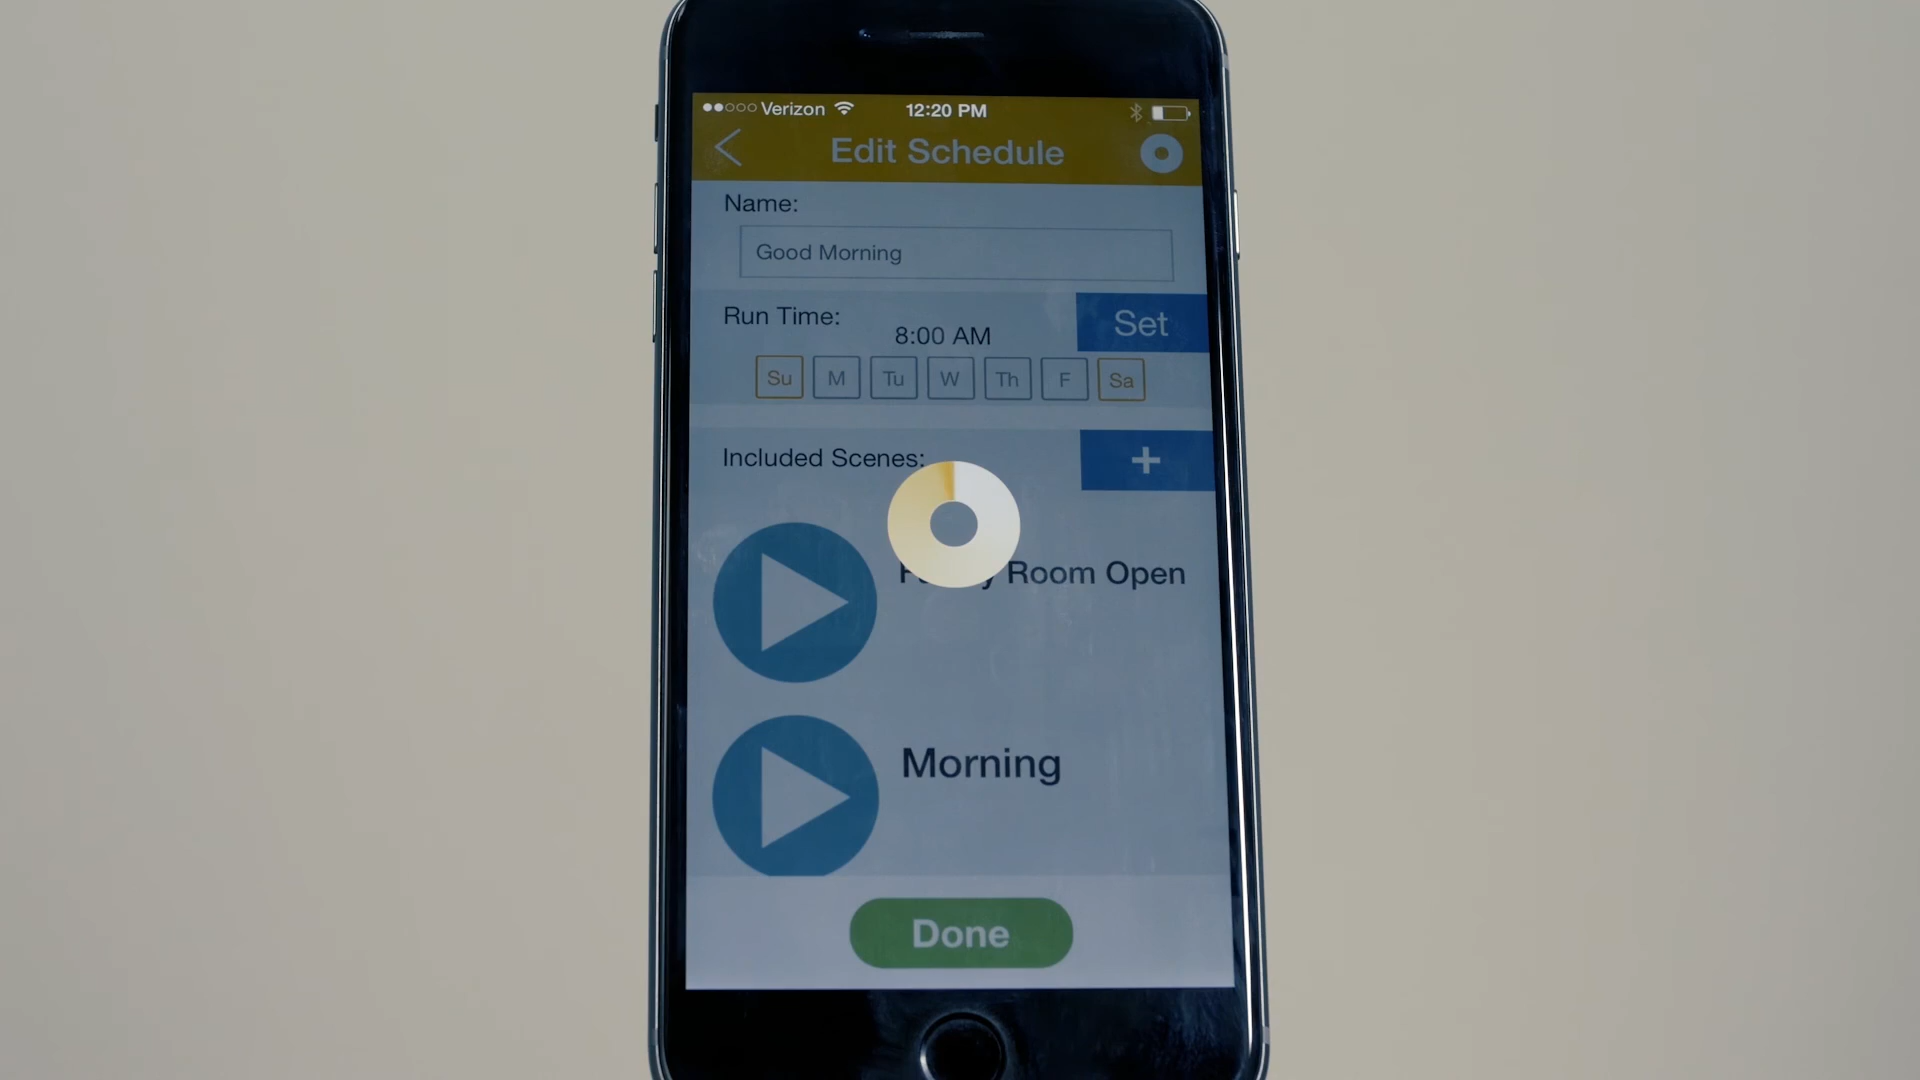 Verizon 12:20 PM
Edit Schedule
Name:
Good Morning
Run Time:
8:00 AM
Set
Su M Tu W Th F Sa
Included Scenes:
+
Room Open
Morning
Done